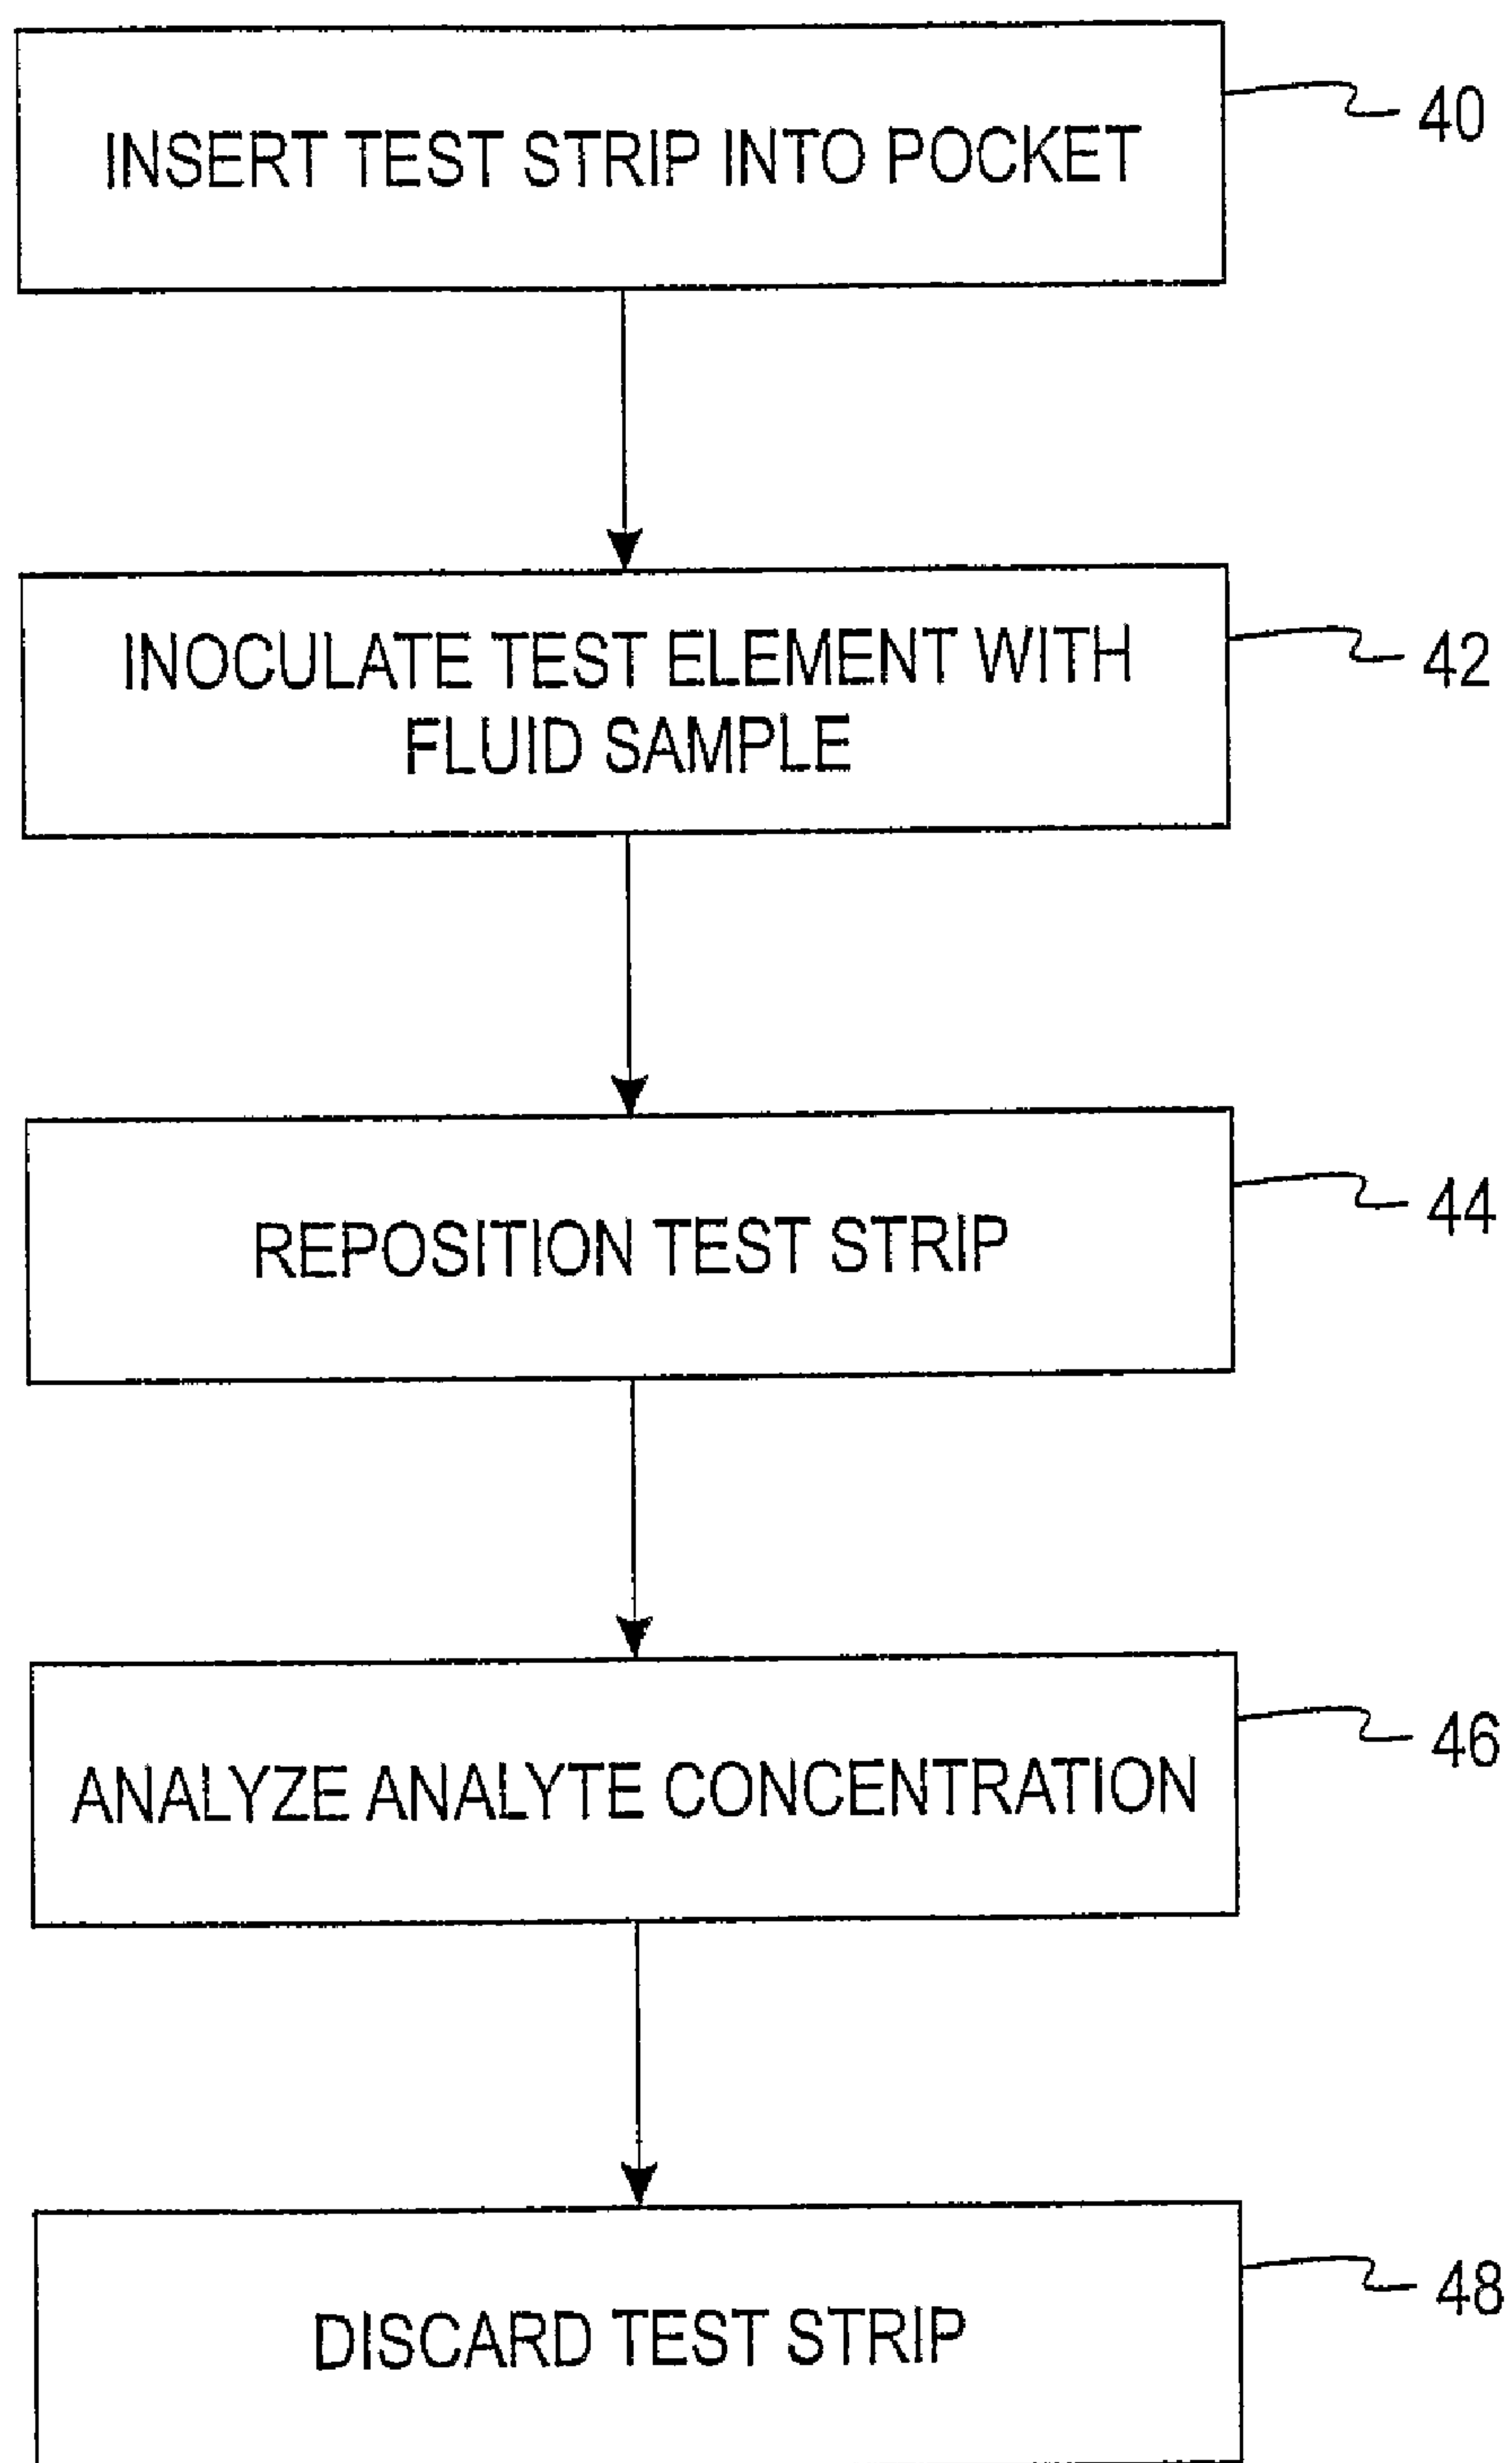 INSERT TEST STRIP INTO POCKET
40
INOCULATE TEST ELEMENT WITH
FLUID SAMPLE
42
REPOSITION TEST STRIP
44
ANALYZE ANALYTE CONCENTRATION
46
DISCARD TEST STRIP
48